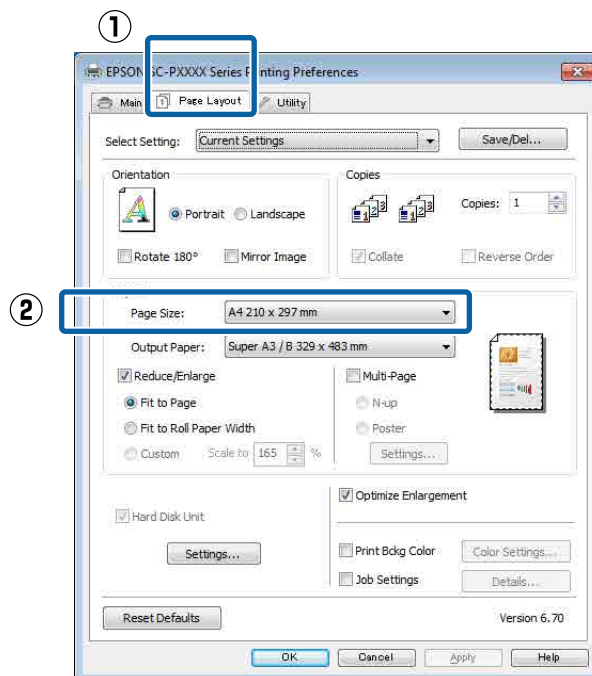 ①
EPSON SC-PXXXX Series Printing Preferences
Main Page Layout Utility
Select Setting: Current Settings Save/Del...
Orientation
Portrait Landscape
Rotate 180° Mirror Image
Copies
Copies: 1
Collate Reverse Order
②
Page Size: A4 210 x 297 mm
Output Paper: Super A3 / B 329 x 483 mm
Reduce/Enlarge
Fit to Page
Fit to Roll Paper Width
Custom Scale to 165 %
Multi-Page
N-up
Poster
Settings...
Hard Disk Unit
Settings...
Optimize Enlargement
Print Bckg Color Color Settings...
Job Settings Details...
Reset Defaults Version 6.70
OK Cancel Apply Help